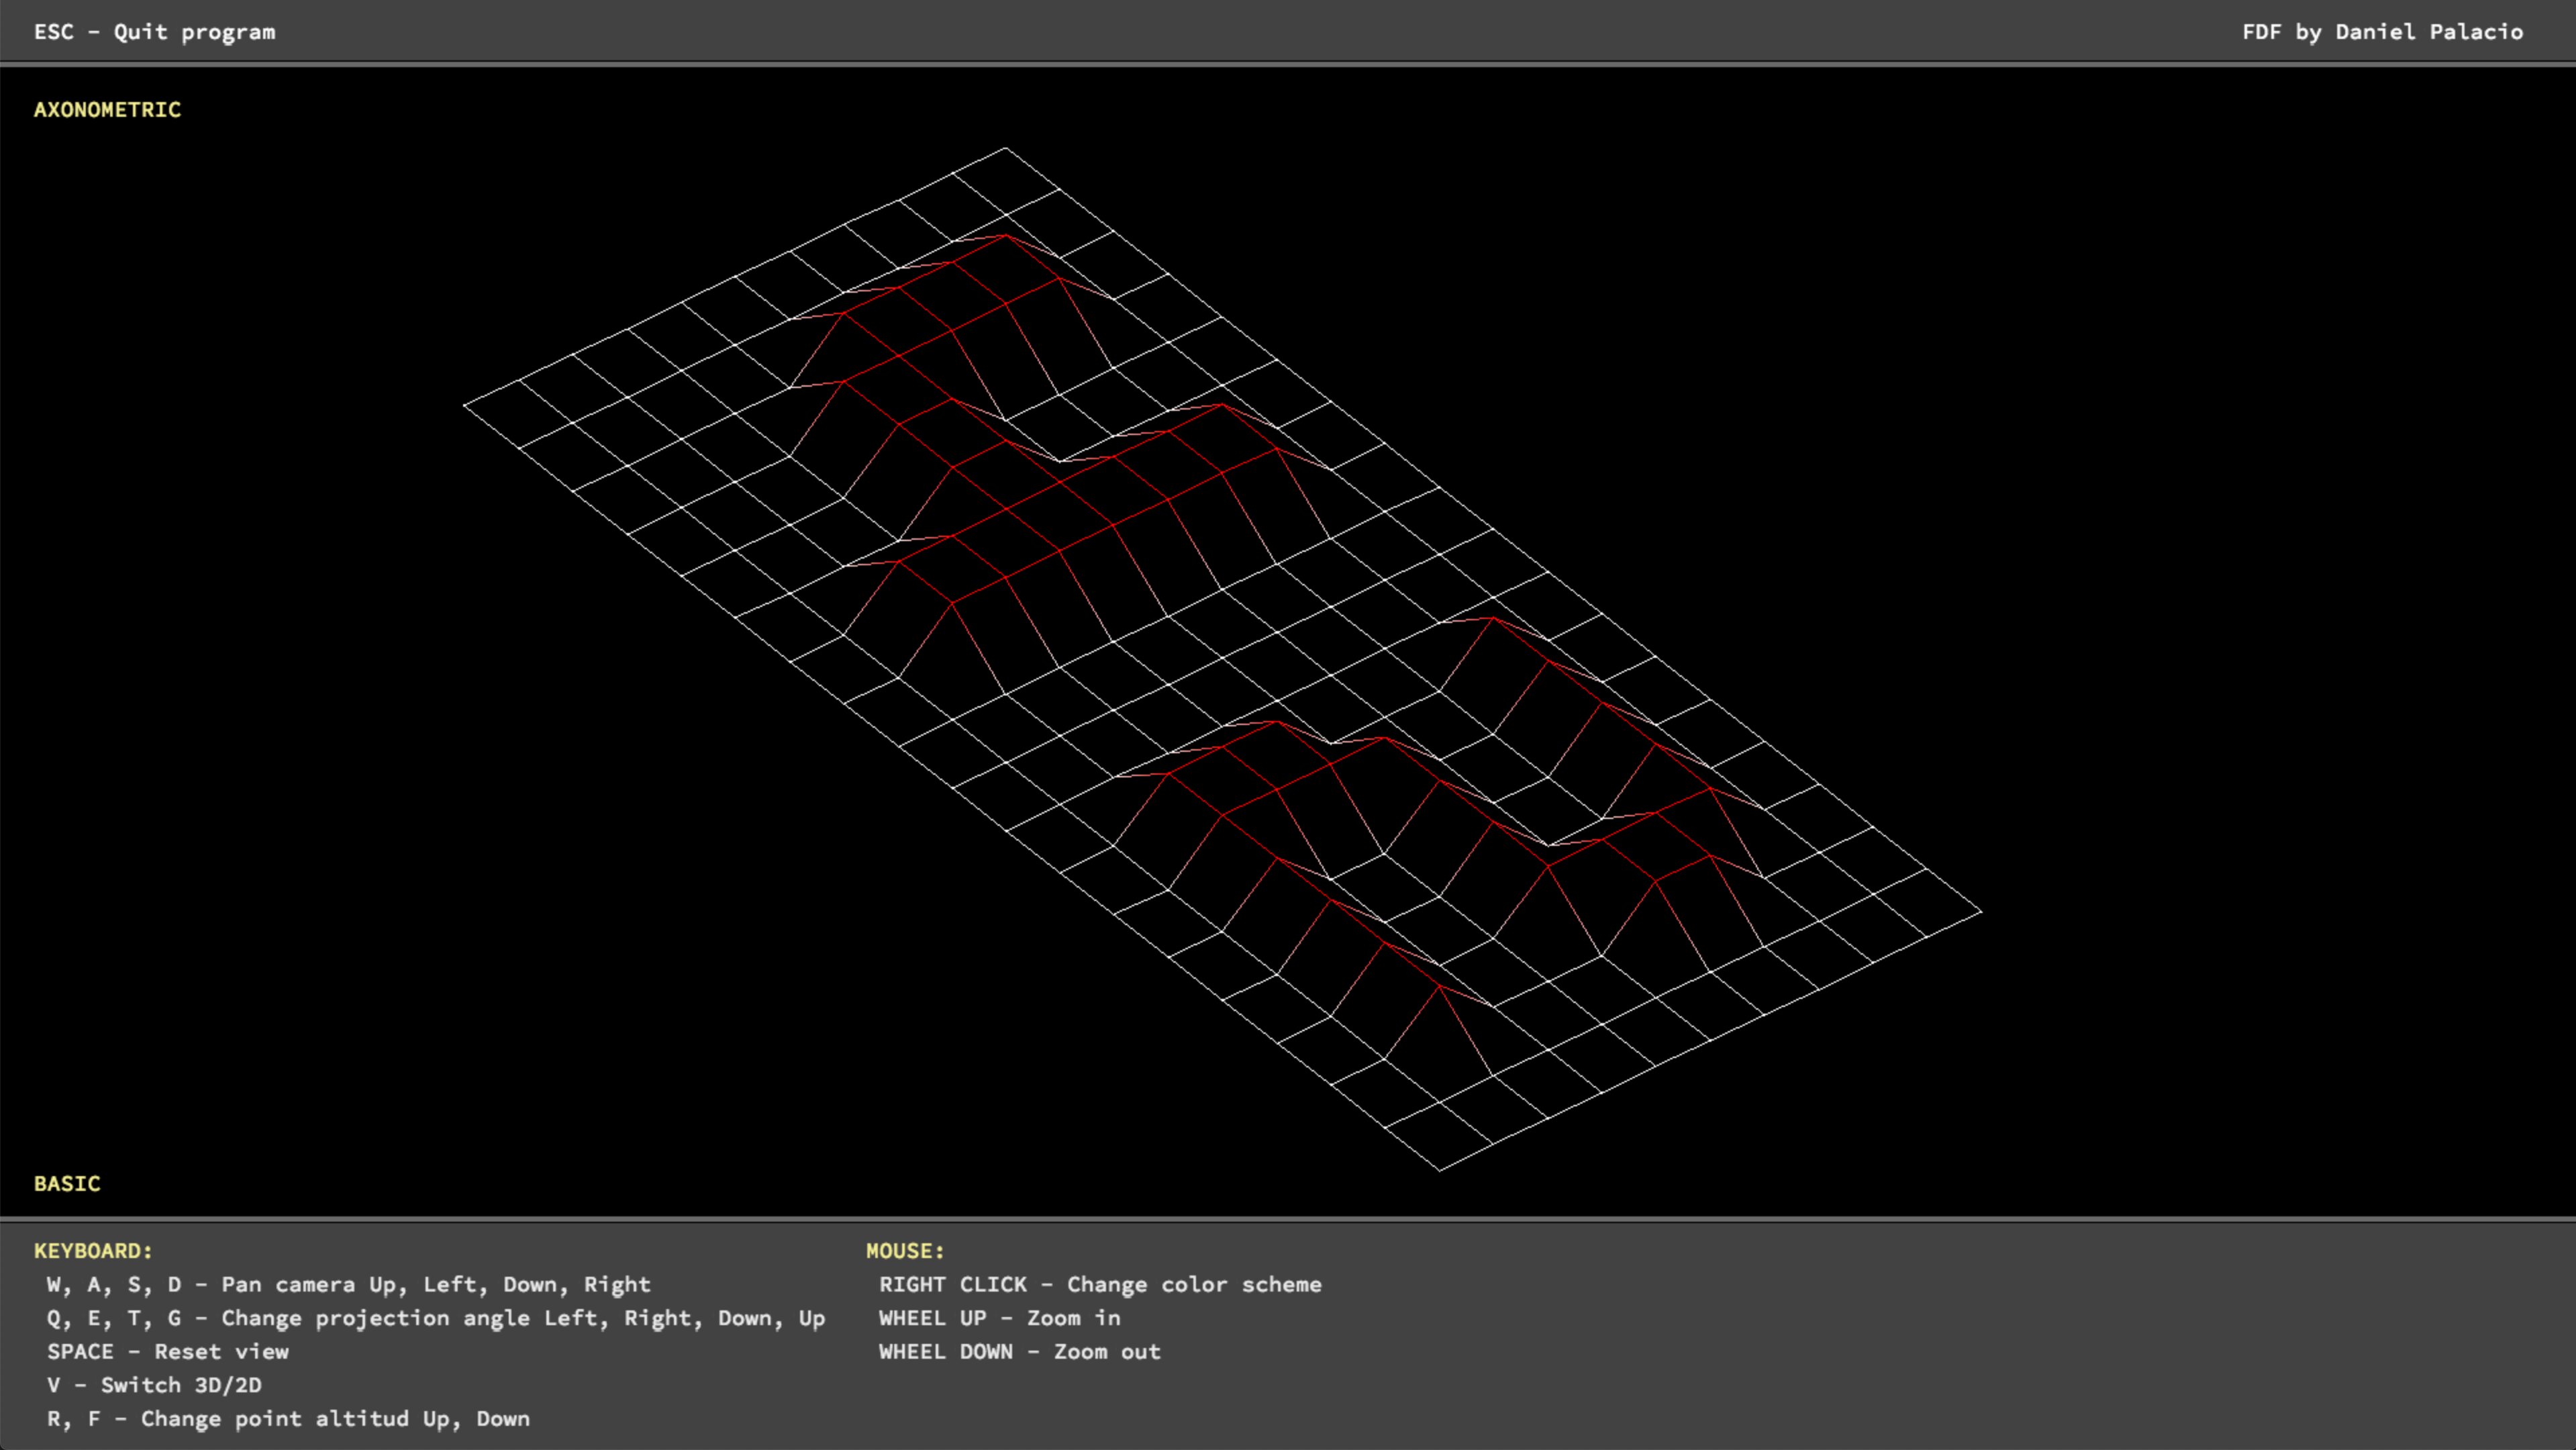 ESC - Quit program
FDF by Daniel Palacio
AXONOMETRIC
BASIC
KEYBOARD:
W, A, S, D - Pan camera Up, Left, Down, Right
Q, E, T, G - Change projection angle Left, Right, Down, Up
SPACE - Reset view
V - Switch 3D/2D
R, F - Change point altitud Up, Down
MOUSE:
RIGHT CLICK - Change color scheme
WHEEL UP - Zoom in
WHEEL DOWN - Zoom out